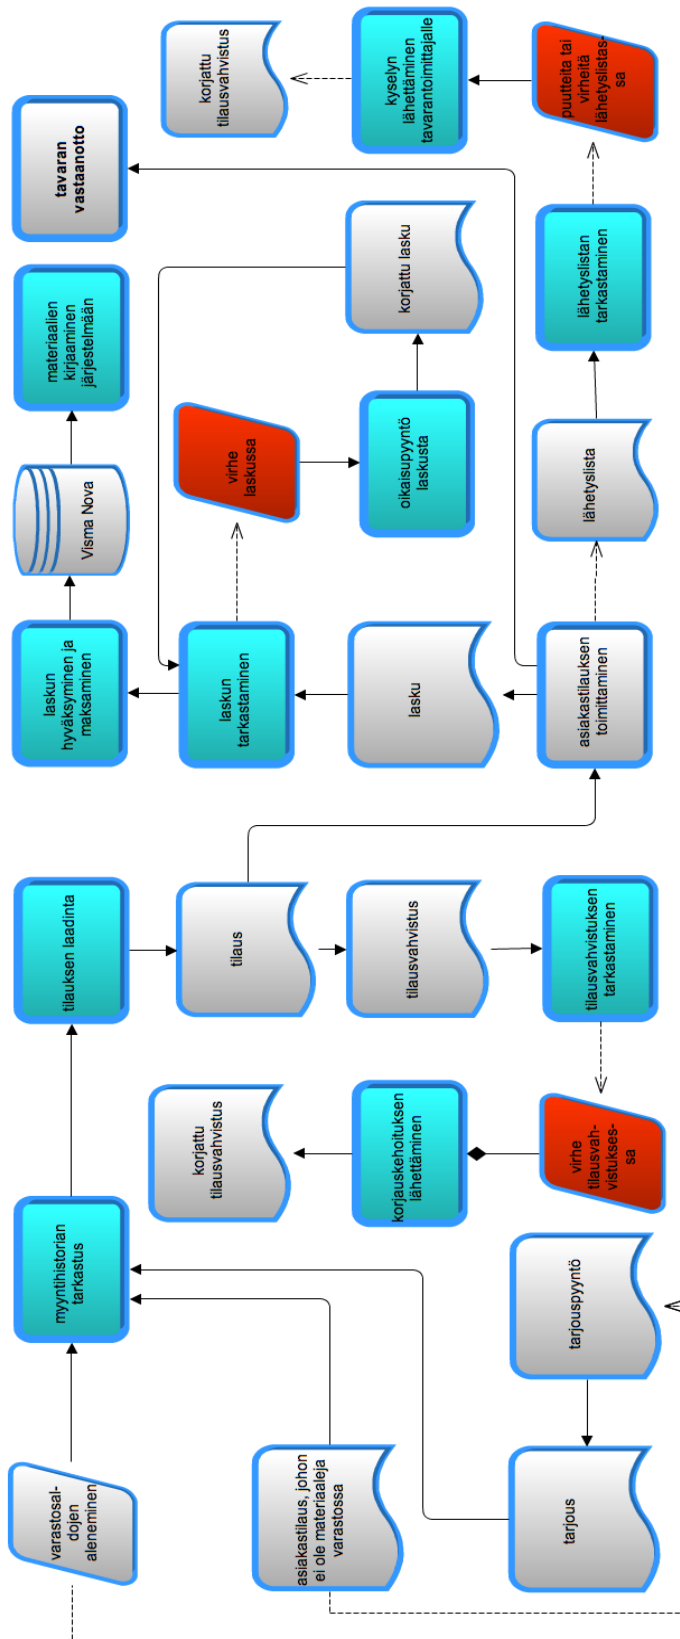 varastosal-
dojen
aleneminen
myyntihistorian
tarkastus
tilauksen laadinta
laskun
hyväksyminen ja
maksaminen
Visma Nova
materiaalien
kirjaaminen
järjestelmään
tavaran
vastaanotto
korjattu
tilausvahvistus
tilaus
laskun
tarkastaminen
virhe
laskussa
korjattu
tilausvahvistus
asiakastilaus, johon
ei ole materiaaleja
varastossa
korjauskehoituksen
lähettäminen
tilausvahvistus
lasku
oikaisupyyntö
laskusta
korjattu lasku
kyselyn
lähettäminen
tavarantoimittajalle
tarjous
tarjouspyyntö
virhe
tilausvah-
vistukses-
sa
tilausvahvistuksen
tarkastaminen
asiakastilauksen
toimittaminen
lähetyslista
lähetyslistan
tarkastaminen
puutteita tai
virheitä
lähetyslistas-
sa